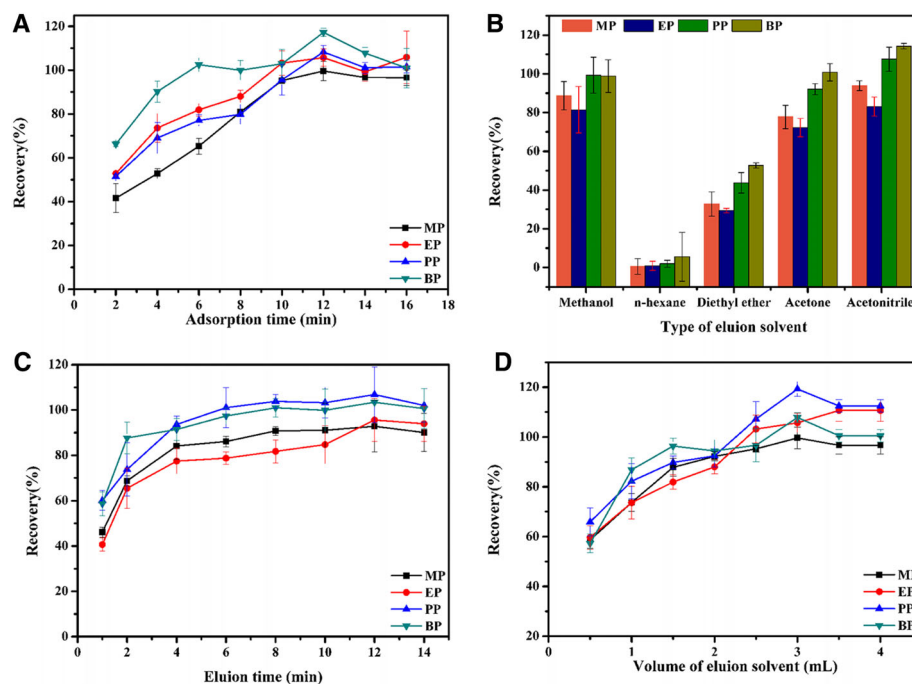 A
120
100
80
60
40
20
0
Recovery(%)
0 2 4 6 8 10 12 14 16 18
Adsorption time (min)
MP
EP
PP
BP
B
MP EP PP BP
120
100
80
60
40
20
0
Recovery(%)
Methanol n-hexane Diethyl ether Acetone Acetonitrile
Type of eluion solvent
C
120
100
80
60
40
20
0
Recovery(%)
2 4 6 8 10 12 14
Eluion time (min)
MP
EP
PP
BP
D
120
100
80
60
40
20
Recovery(%)
0 1 2 3 4
Volume of eluion solvent (mL)
MP
EP
PP
BP